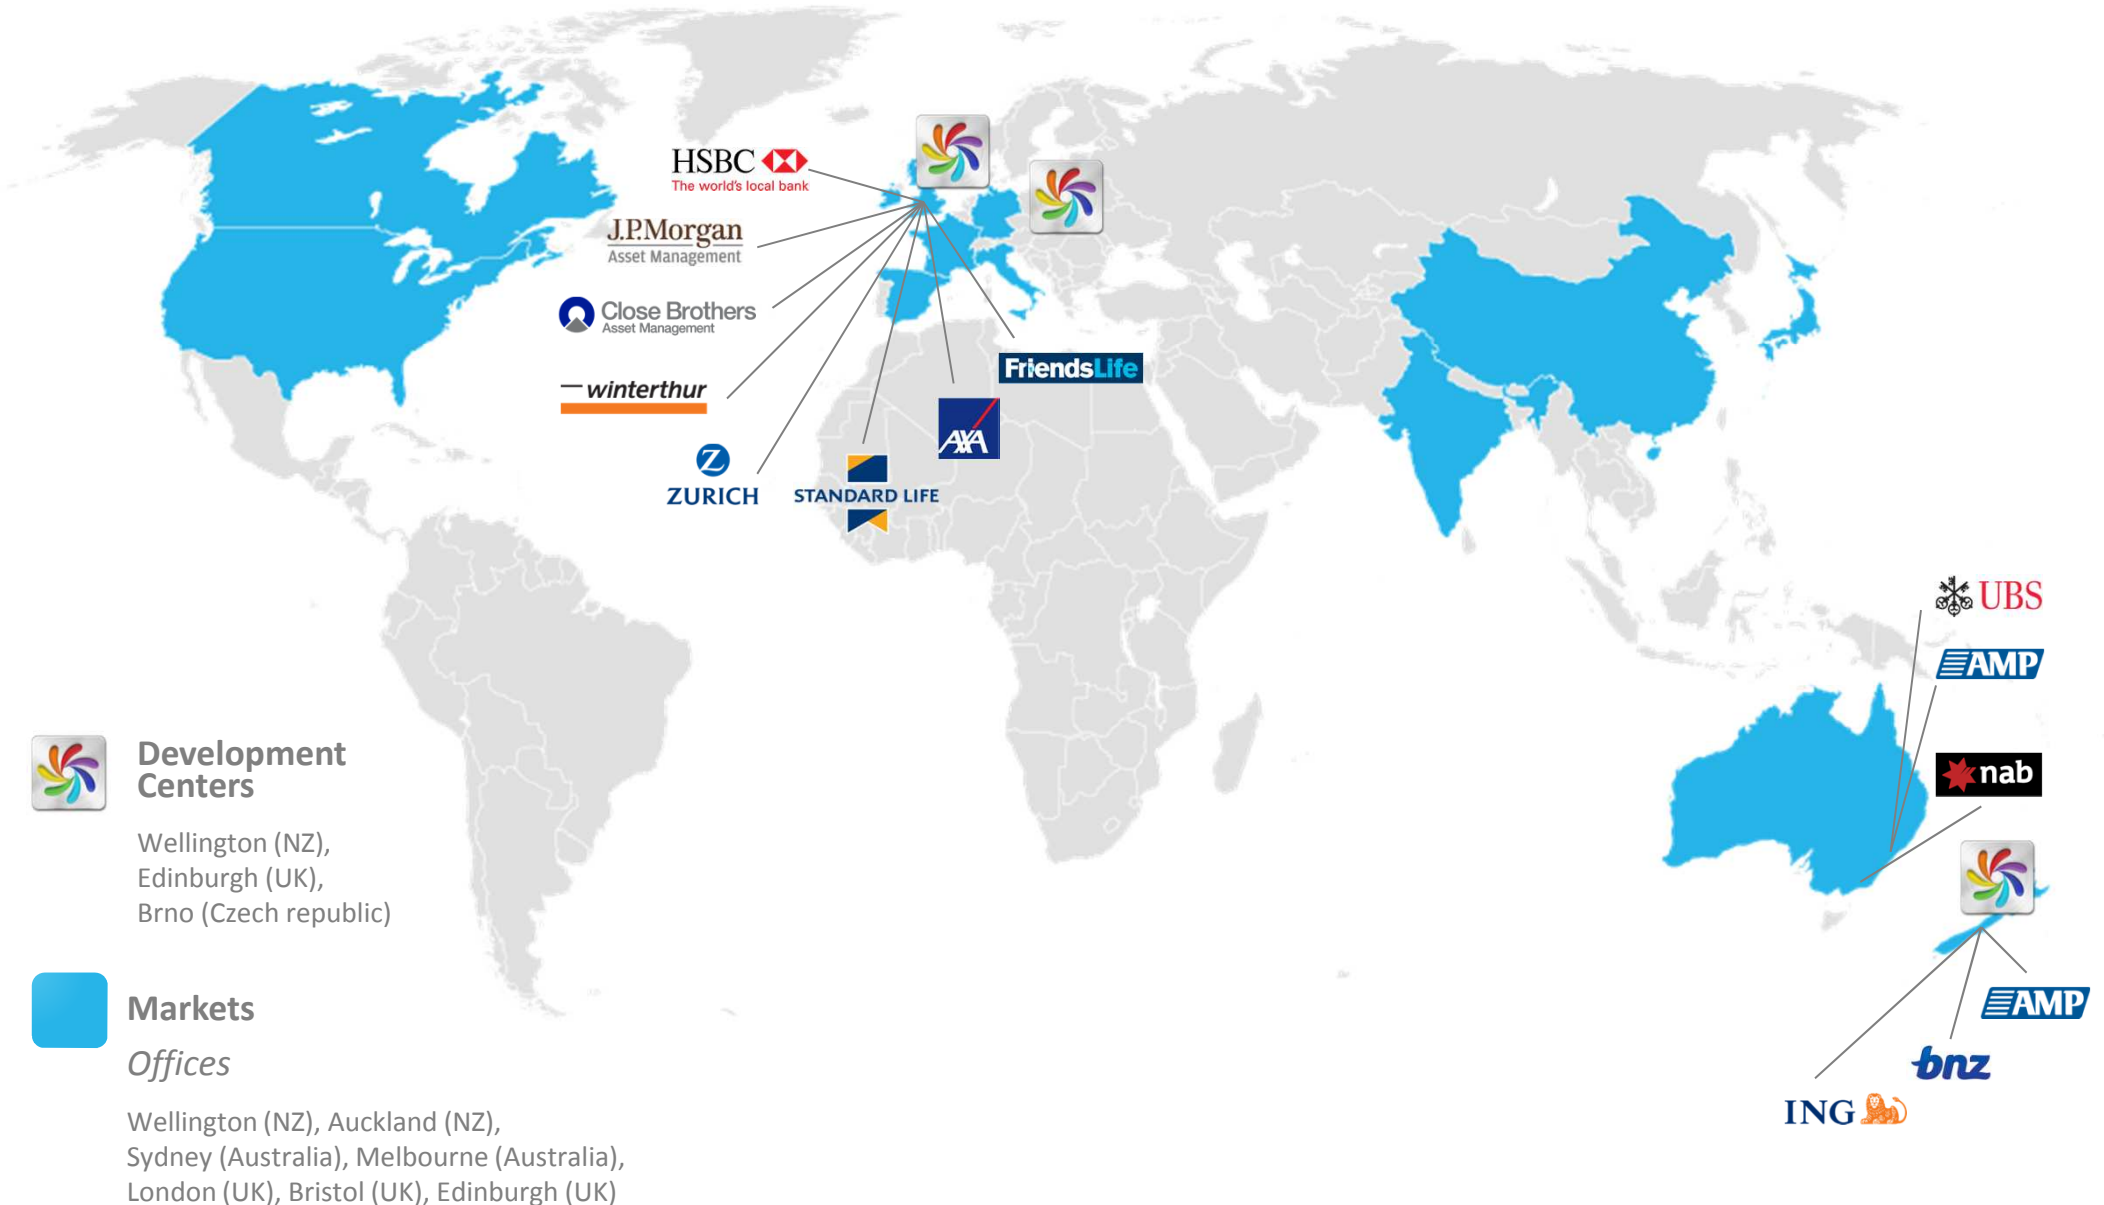 HSBC
The world's local bank
J.P.Morgan
Asset Management
Close Brothers
Asset Management
winterthur
Z
ZURICH
STANDARD LIFE
AXA
FriendsLife
UBS
AMP
nab
AMP
bnz
ING
Development
Centers
Wellington (NZ),
Edinburgh (UK),
Brno (Czech republic)
Markets
Offices
Wellington (NZ), Auckland (NZ),
Sydney (Australia), Melbourne (Australia),
London (UK), Bristol (UK), Edinburgh (UK)